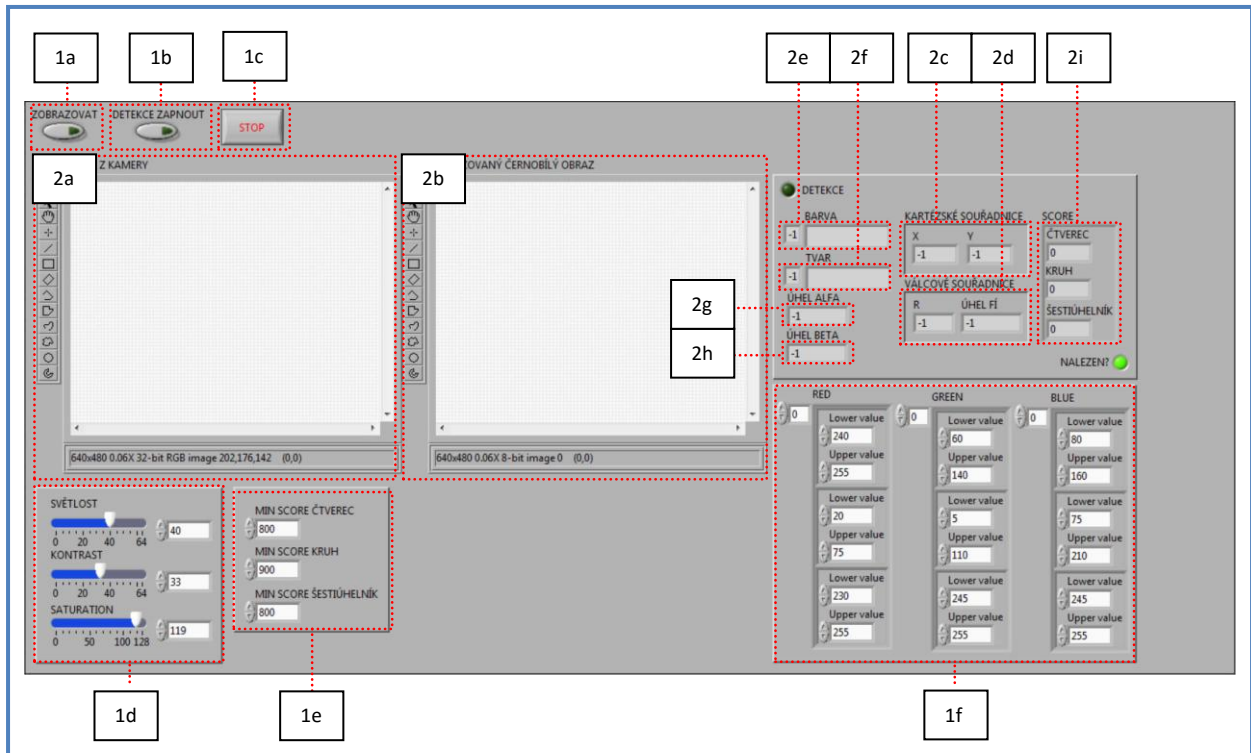 1a
1b
1c
2e
2f
2c
2d
2i
ZOBRAZOVAT
DETEKCE ZAPNOUT
STOP
2a
Z KAMERY
2b
OVANÝ ČERNOBÍLÝ OBRAZ
640x480 0.06X 32-bit RGB image 202,176,142 (0,0)
640x480 0.06X 8-bit image 0 (0,0)
DETEKCE
BARVA
-1
TVAR
-1
2g
ÚHEL ALFA
-1
2h
ÚHEL BETA
-1
KARTÉZSKÉ SOUŘADNICE
X Y
-1 -1
VÁLCOVÉ SOUŘADNICE
R ÚHEL FÍ
-1 -1
SCORE
ČTVEREC
0
KRUH
0
ŠESTIÚHELNÍK
0
NALEZEN?
RED GREEN BLUE
0 0 0
Lower value Lower value Lower value
240 60 80
Upper value Upper value Upper value
255 140 160
Lower value Lower value Lower value
20 5 75
Upper value Upper value Upper value
75 110 210
Lower value Lower value Lower value
230 245 245
Upper value Upper value Upper value
255 255 255
SVĚTLOST
0 20 40 64
40
KONTRAST
0 20 40 64
33
SATURATION
0 50 100 128
119
MIN SCORE ČTVEREC
800
MIN SCORE KRUH
900
MIN SCORE ŠESTIÚHELNÍK
800
1d
1e
1f